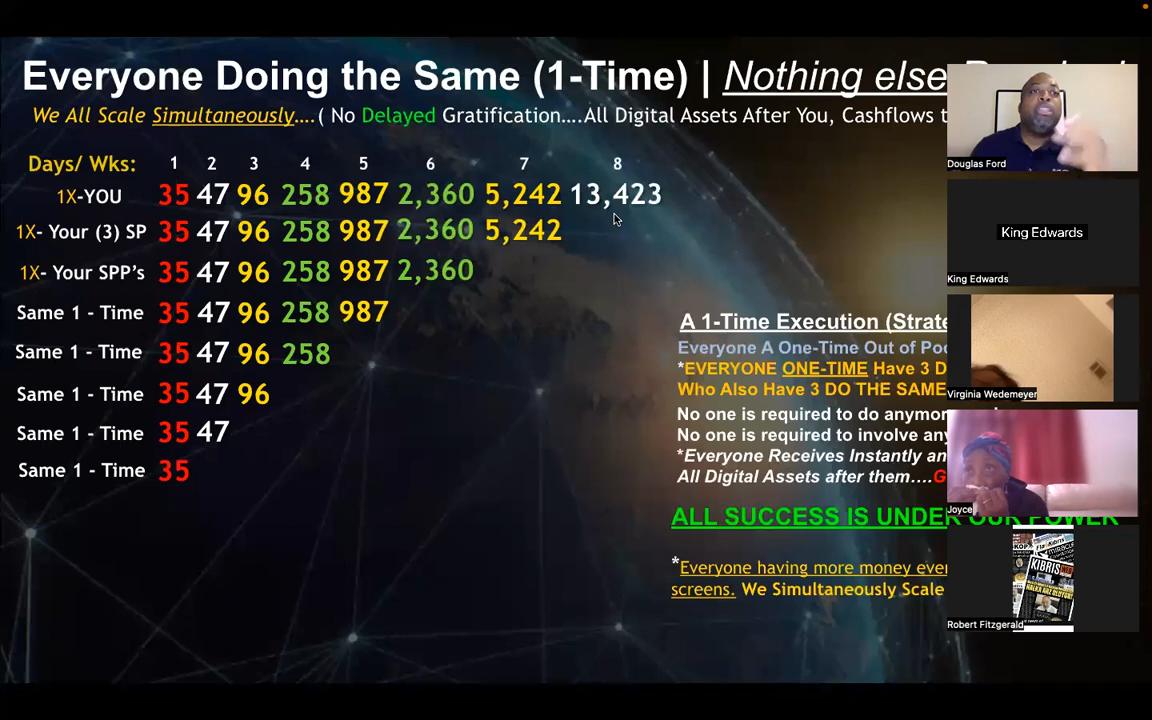 Everyone Doing the Same (1-Time) | Nothing else
We All Scale Simultaneously....( No Delayed Gratification....All Digital Assets After You, Cashflows t
Days/ Wks: 1 2 3 4 5 6 7 8
1X-YOU 35 47 96 258 987 2,360 5,242 13,423
1X- Your (3) SP 35 47 96 258 987 2,360 5,242
1X- Your SPP's 35 47 96 258 987 2,360
Same 1 - Time 35 47 96 258 987
Same 1 - Time 35 47 96 258
Same 1 - Time 35 47 96
Same 1 - Time 35 47
Same 1 - Time 35
A 1-Time Execution (Strate
Everyone A One-Time Out of Poc
*EVERYONE ONE-TIME Have 3 D
Who Also Have 3 DO THE SAME
No one is required to do anymor
No one is required to involve any
*Everyone Receives Instantly an
All Digital Assets after them....G
ALL SUCCESS IS UNDER OUR POWER
*Everyone having more money ever
screens. We Simultaneously Scale
Douglas Ford
King Edwards
King Edwards
Virginia Wedemeyer
Joyce
KIBRIS
Robert Fitzgerald